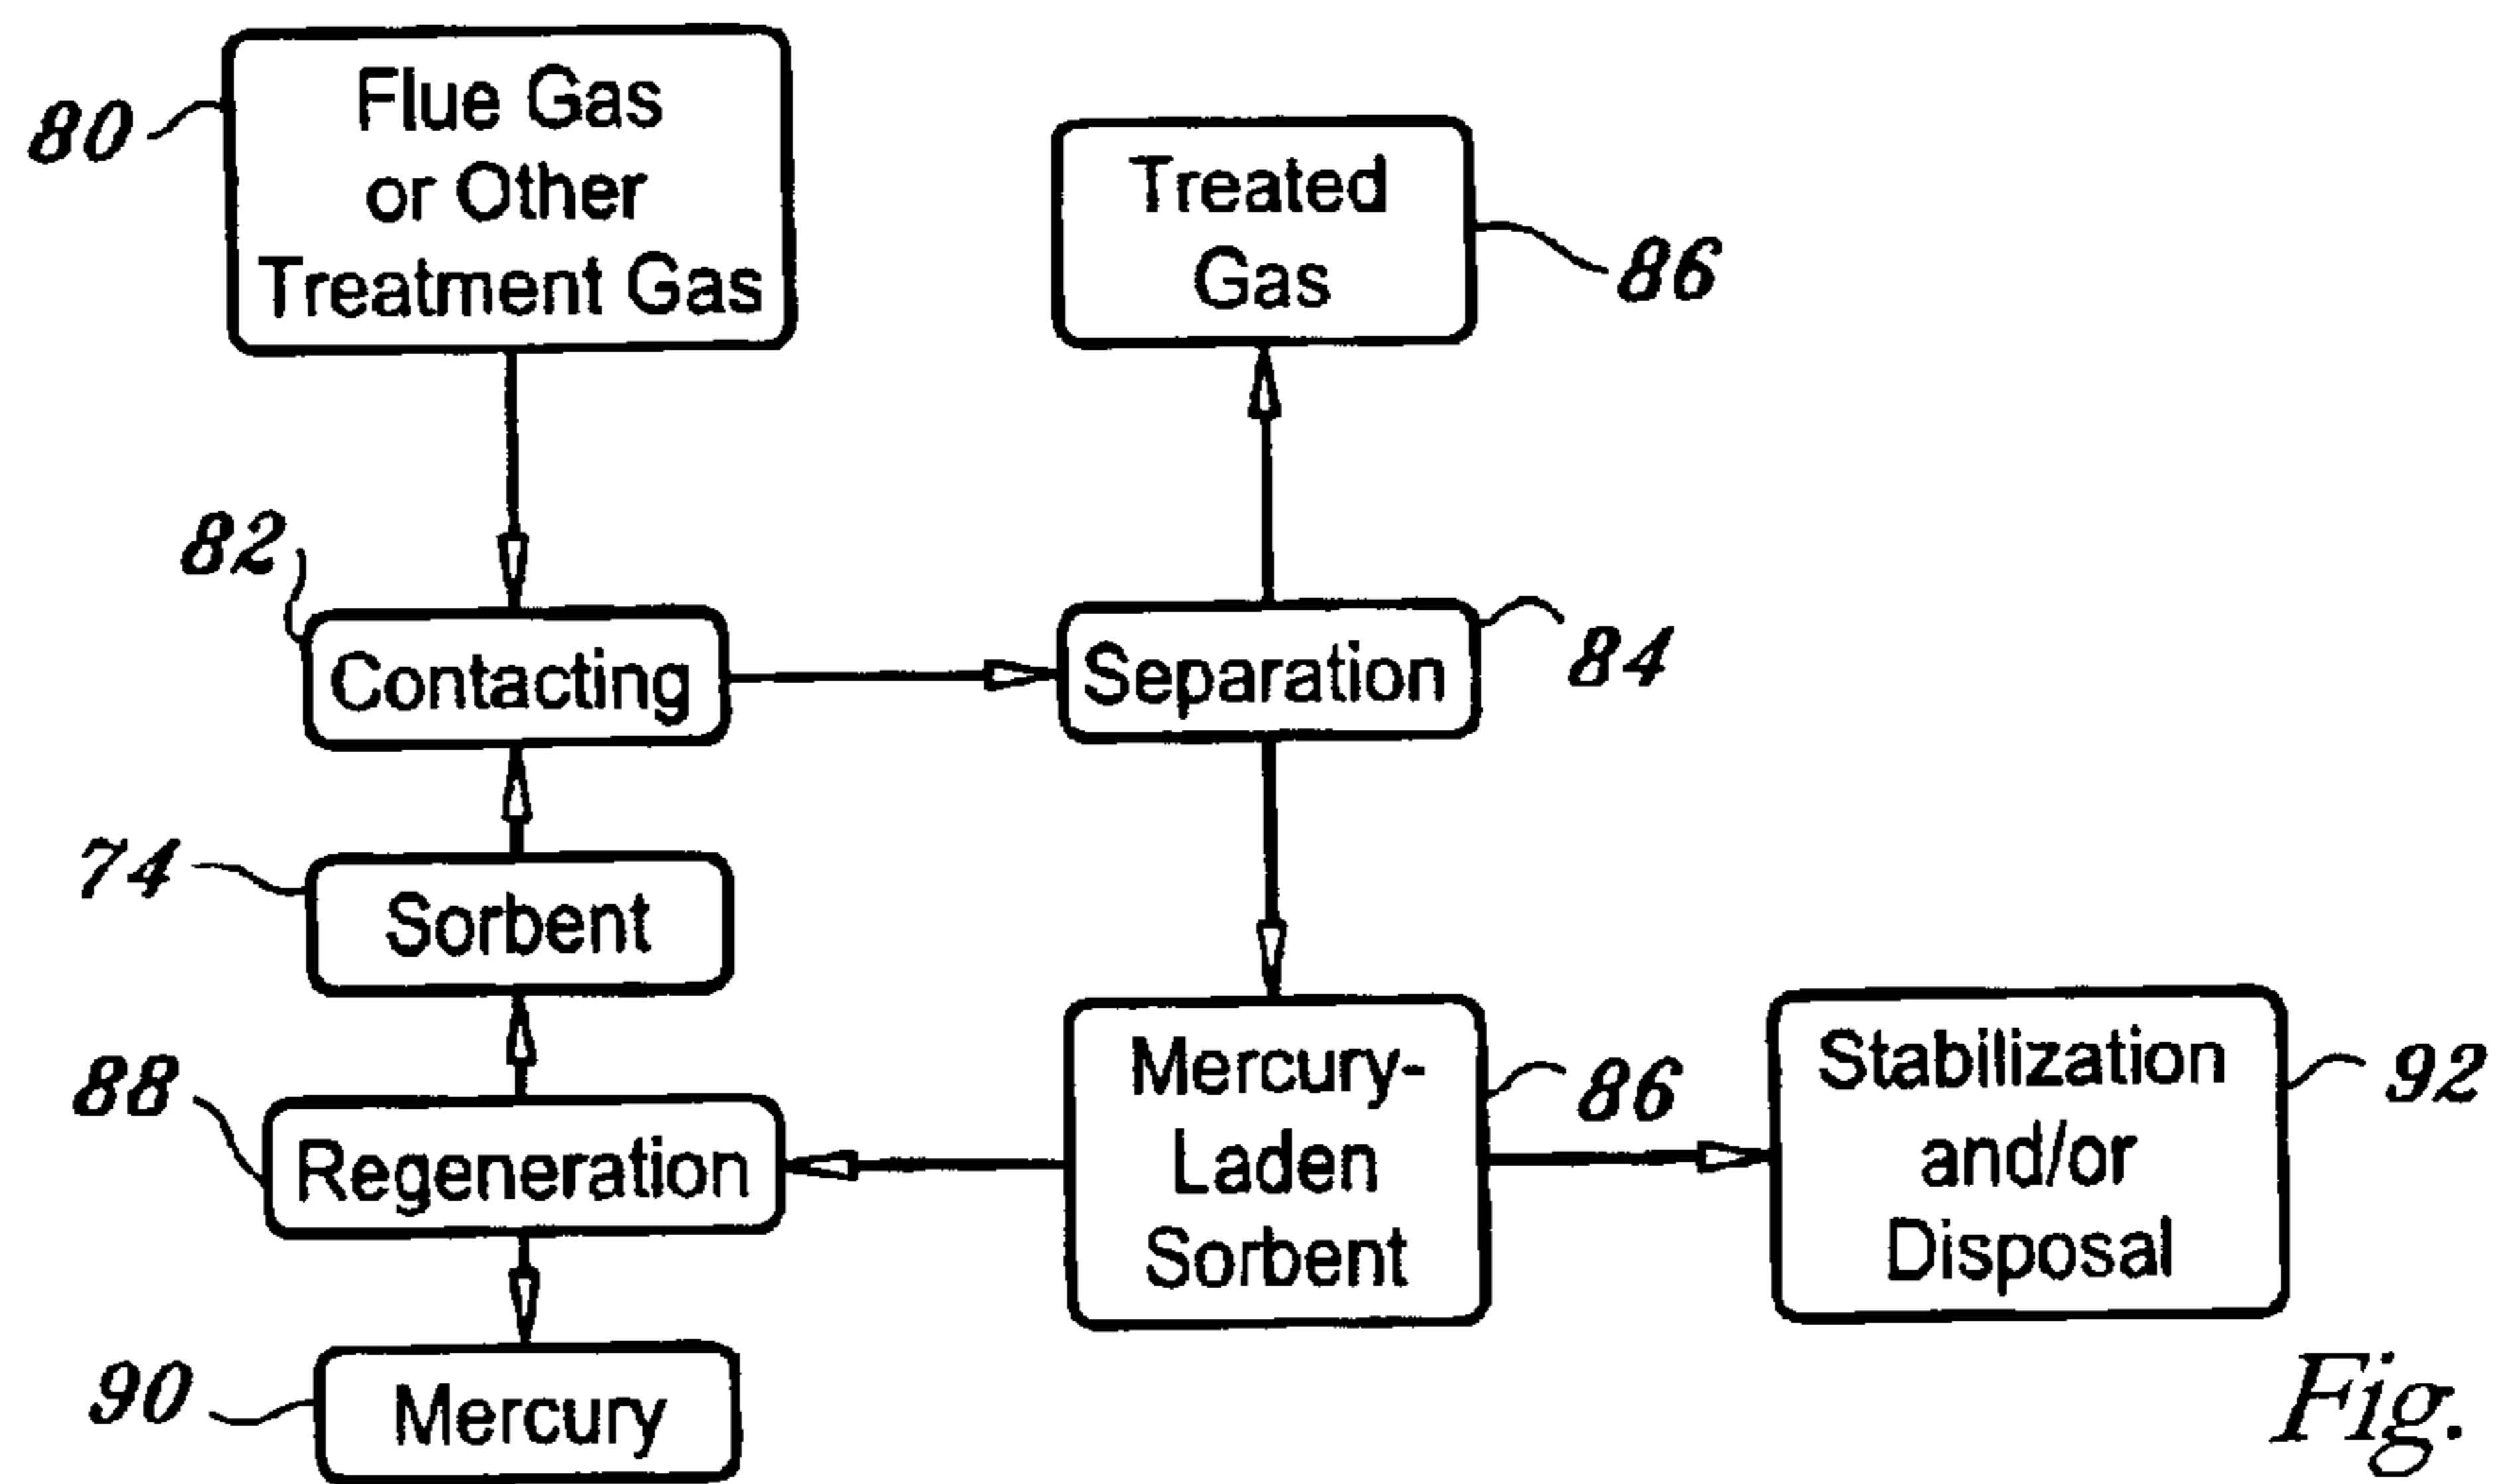 80
Flue Gas
or Other
Treatment Gas
Treated
Gas
86
82
Contacting
Separation
84
74
Sorbent
88
Regeneration
Mercury-
Laden
Sorbent
86
Stabilization
and/or
Disposal
92
90
Mercury
Fig.